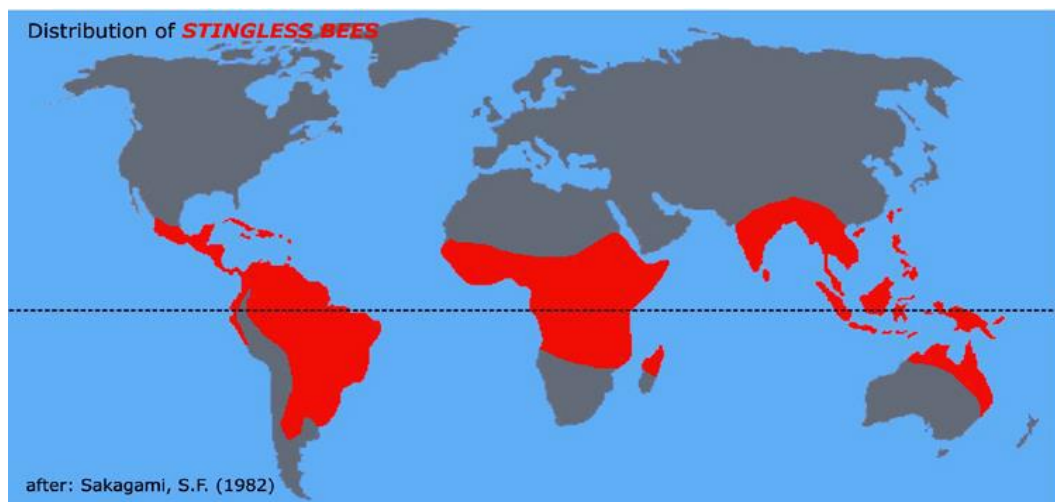 Distribution of STINGLESS BEES
after: Sakagami, S.F. (1982)